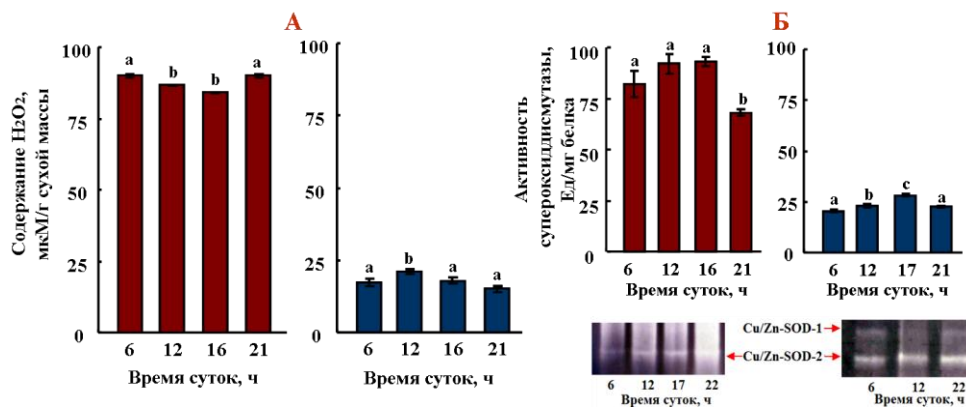 А
Содержание H2O2,
мкМ/г сухой массы
100
75
50
25
0
a
b
b
a
6 12 16 21
Время суток, ч
100
75
50
25
0
a
b
a
a
6 12 16 21
Время суток, ч
Б
Активность
супероксиддисмутазы,
Ед/мг белка
100
75
50
25
0
a
a
a
b
6 12 16 21
Время суток, ч
100
75
50
25
0
a
b
c
a
6 12 17 21
Время суток, ч
Cu/Zn-SOD-1
Cu/Zn-SOD-2
6 12 17 22
Время суток, ч
6 12 22
Время суток, ч